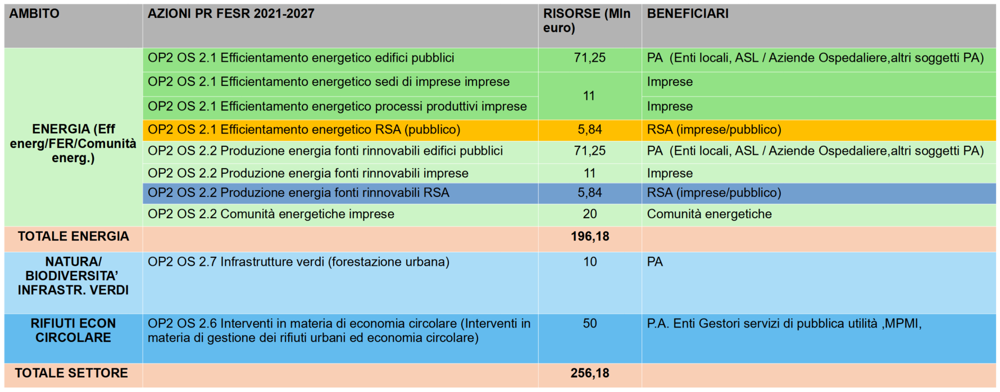 AMBITO
AZIONI PR FESR 2021-2027
RISORSE (Mln
euro)
BENEFICIARI
ENERGIA (Eff
energ/FER/Comunità
energ.)
OP2 OS 2.1 Efficientamento energetico edifici pubblici
71,25
PA  (Enti locali, ASL / Aziende Ospedaliere,altri soggetti PA)
OP2 OS 2.1 Efficientamento energetico sedi di imprese imprese
11
Imprese
OP2 OS 2.1 Efficientamento energetico processi produttivi imprese
Imprese
OP2 OS 2.1 Efficientamento energetico RSA (pubblico)
5,84
RSA (imprese/pubblico)
OP2 OS 2.2 Produzione energia fonti rinnovabili edifici pubblici
71,25
PA  (Enti locali, ASL / Aziende Ospedaliere,altri soggetti PA)
OP2 OS 2.2 Produzione energia fonti rinnovabili imprese
11
Imprese
OP2 OS 2.2 Produzione energia fonti rinnovabili RSA
5,84
RSA (imprese/pubblico)
OP2 OS 2.2 Comunità energetiche imprese
20
Comunità energetiche
TOTALE ENERGIA
196,18
NATURA/
BIODIVERSITA’
INFRASTR. VERDI
OP2 OS 2.7 Infrastrutture verdi (forestazione urbana)
10
PA
RIFIUTI ECON
CIRCOLARE
OP2 OS 2.6 Interventi in materia di economia circolare (Interventi in
materia di gestione dei rifiuti urbani ed economia circolare)
50
P.A. Enti Gestori servizi di pubblica utilità ,MPMI,
TOTALE SETTORE
256,18